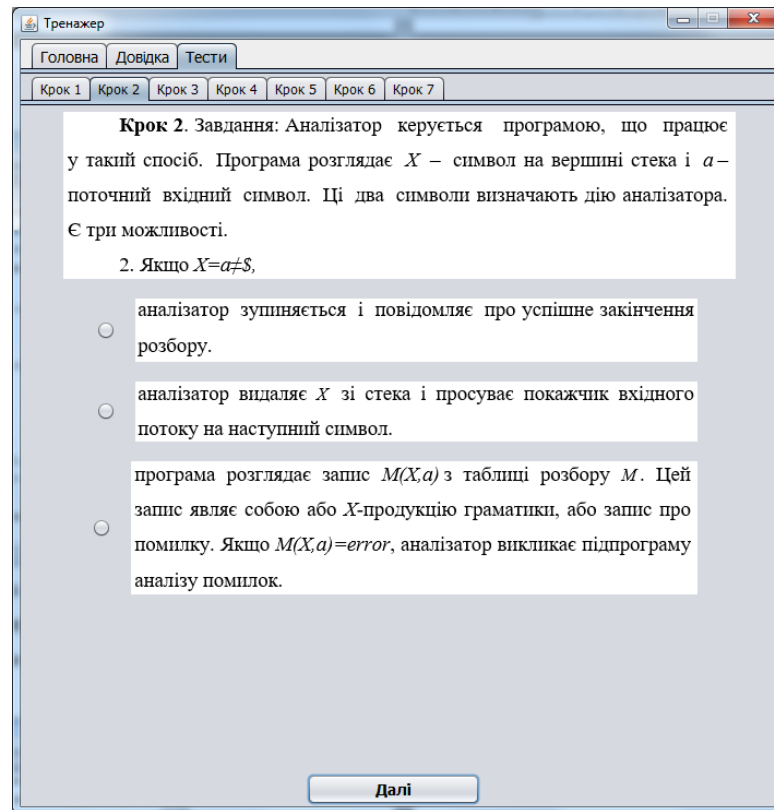 Тренажер
Головна Довідка Тести
Крок 1 Крок 2 Крок 3 Крок 4 Крок 5 Крок 6 Крок 7
Крок 2. Завдання: Аналізатор керується програмою, що працює
у такий спосіб. Програма розглядає X – символ на вершині стека і a –
поточний вхідний символ. Ці два символи визначають дію аналізатора.
Є три можливості.
2. Якщо X=a≠$,
аналізатор зупиняється і повідомляє про успішне закінчення
розбору.
аналізатор видаляє X зі стека і просуває покажчик вхідного
потоку на наступний символ.
програма розглядає запис M(X,a) з таблиці розбору M. Цей
запис являє собою або X-продукцію граматики, або запис про
помилку. Якщо M(X,a)=error, аналізатор викликає підпрограму
аналізу помилок.
Далі